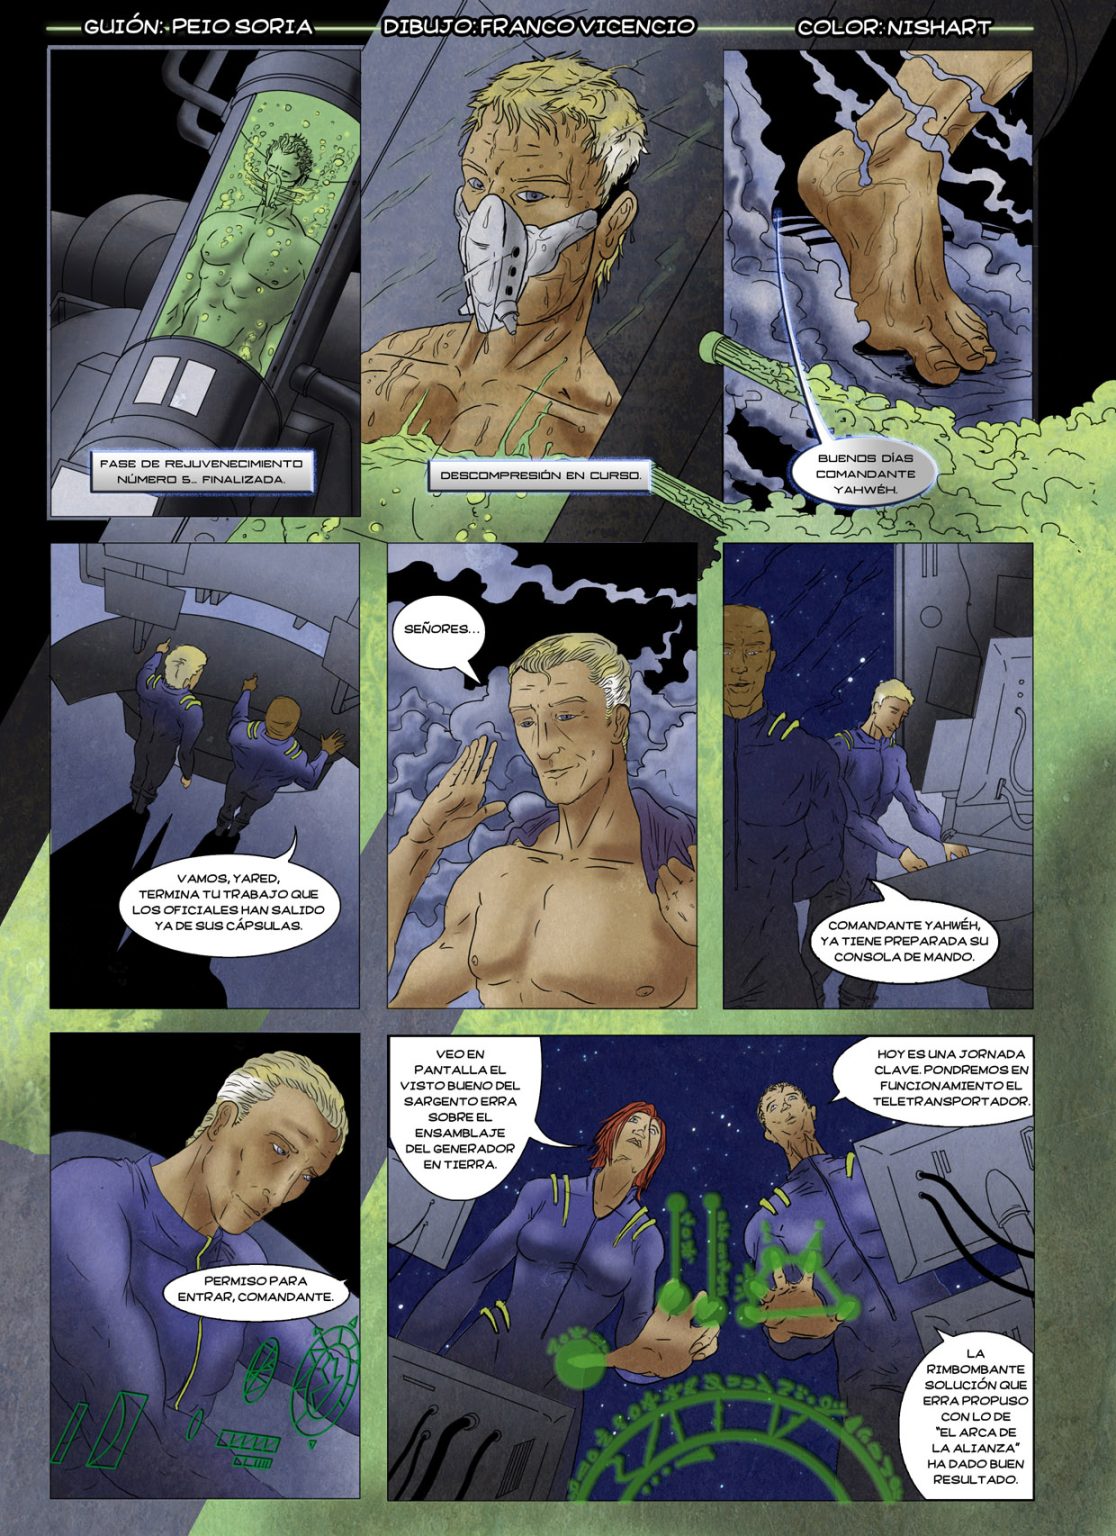 GUIÓN: PEIO SORIA
DIBUJO: FRANCO VICENCIO
COLOR: NISHART
FASE DE REJUVENECIMIENTO
NÚMERO 5... FINALIZADA.
DESCOMPRESIÓN EN CURSO.
BUENOS DÍAS
COMANDANTE
YAHWÉH.
VAMOS, YARED,
TERMINA TU TRABAJO QUE
LOS OFICIALES HAN SALIDO
YA DE SUS CÁPSULAS.
SEÑORES...
COMANDANTE YAHWÉH,
YA TIENE PREPARADA SU
CONSOLA DE MANDO.
PERMISO PARA
ENTRAR, COMANDANTE.
VEO EN
PANTALLA EL
VISTO BUENO DEL
SARGENTO ERRA
SOBRE EL
ENSAMBLAJE
DEL GENERADOR
EN TIERRA.
HOY ES UNA JORNADA
CLAVE. PONDREMOS EN
FUNCIONAMIENTO EL
TELETRANSPORTADOR.
LA
RIMBOMBANTE
SOLUCIÓN QUE
ERRA PROPUSO
CON LO DE
"EL ARCA DE
LA ALIANZA"
HA DADO BUEN
RESULTADO.